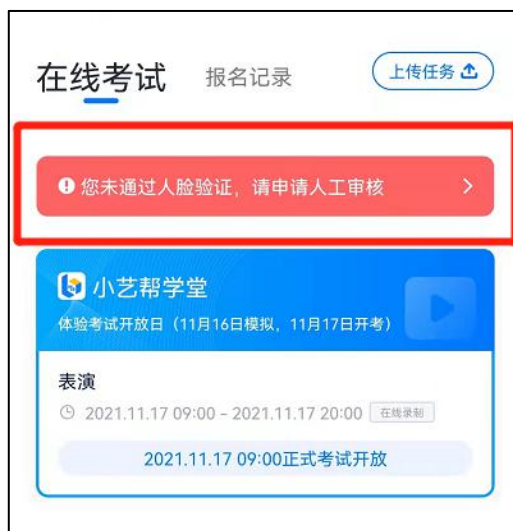 在线考试 报名记录 上传任务
您未通过人脸验证，请申请人工审核
小艺帮学堂
体验考试开放日（11月16日模拟，11月17日开考）
表演
2021.11.17 09:00 - 2021.11.17 20:00 在线录制
2021.11.17 09:00正式考试开放